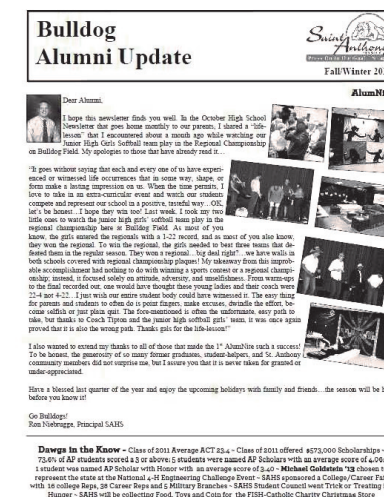 Bulldog
Alumni Update
Saint
Anthony
Fall/Winter 20
AlumNi
Dear Alumni,
I hope this newsletter finds you well. In the October High School
Newsletter that goes home monthly to our parents, I shared a "life-
lesson" that I encountered about a month ago while watching our
Junior High Girls Softball team play in the Regional Championship
on Bulldog Field. My apologies to those that have already read it...
"It goes without saying that each and every one of us have experi-
enced or witnessed life occurrences that in some way, shape, or
form make a lasting impression on us. When the time permits, I
love to take in an extra-curricular event and watch our students
compete and represent our school in a positive, tasteful way... OK,
let's be honest...I hope they win too! Last week, I took my two
little ones to watch the junior high girls' softball team play in the
regional championship here at Bulldog Field. As most of you
know, the girls entered the regionals with a 1-22 record, and as most of you also know,
they won the regional. To win the regional, the girls needed to beat three teams that de-
feated them in the regular season. They won a regional...big deal right?...we have walls in
both schools covered with regional championship plaques! My takeaway from this improb-
able accomplishment had nothing to do with winning a sports contest or a regional champi-
onship; instead, it focused solely on attitude, adversity, and unselfishness. From warm-ups
to the final recorded out, one would have thought these young ladies and their coach were
22-4 not 4-22. I just wish our entire student body could have witnessed it. The easy thing
for parents and students to often do is point fingers, make excuses, dwindle the effort, be-
come selfish or just plain quit. The fore-mentioned is often the unfortunate, easy path to
take, but thanks to Coach Tipton and the junior high softball girls' team, it was once again
proved that it is also the wrong path. Thanks gals for the life-lesson!"
I also wanted to extend my thanks to all of those that made the 1st AlumNite such a success!
To be honest, the generosity of so many former graduates, student-helpers, and St. Anthony
community members did not surprise me, but I assure you that it is never taken for granted or
under-appreciated.
Have a blessed last quarter of the year and enjoy the upcoming holidays with family and friends...the season will be h
before you know it!
Go Bulldogs!
Ron Niebrugge, Principal SAHS
Dawgs in the Know ~ Class of 2011 Average ACT 23.4 ~ Class of 2011 offered $573,000 Scholarships ~
73.6% of AP students scored a 3 or above; 5 students were named AP Scholars with an average score of 4.00
1 student was named AP Scholar with Honor with an average score of 3.40 ~ Michael Goldstein '13 chosen t
represent the state at the National 4-H Engineering Challenge Event ~ SAHS sponsored a College/Career Fai
with 16 college Reps, 26 Career Reps and 5 Military Branches ~ SAHS Student Council went Trick or Treating f
Hunger ~ SAHS will be collecting Food, Toys and Coin for the FISH-Catholic Charity Christmas Store